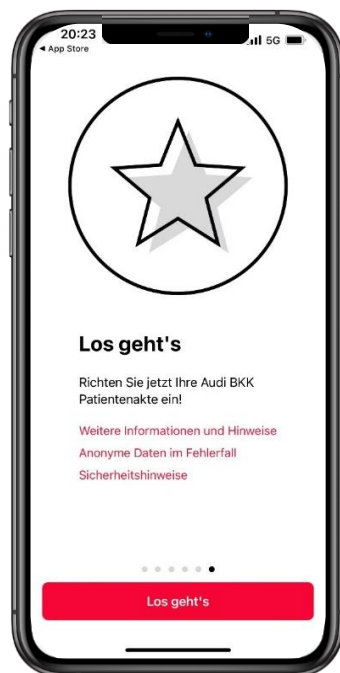 20:23
5G
◀ App Store
Los geht's
Richten Sie jetzt Ihre Audi BKK
Patientenakte ein!
Weitere Informationen und Hinweise
Anonyme Daten im Fehlerfall
Sicherheitshinweise
Los geht's